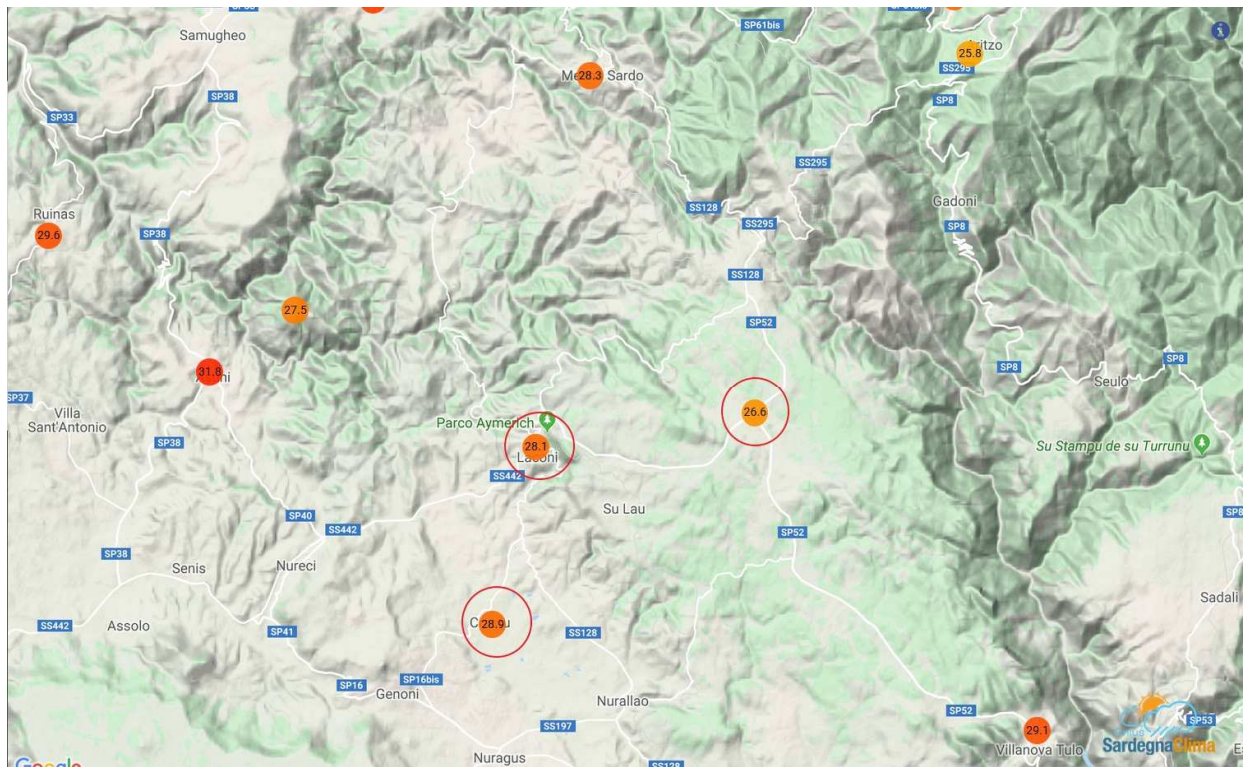 SP33
SP61bis
SP61bis
Samugheo
25.8
SS295
28.3
Sardo
SP38
SP33
SP8
SS295
SS128
SS295
Gadoni
SP8
Ruinas
29.6
SP38
SS128
27.5
SP52
SP8
SP8
31.8
Seulo
SP37
Villa
Sant'Antonio
Parco Aymerich
26.6
SP38
28.1
Laconi
Su Stampu de su Turrunu
SS442
Su Lau
SP40
SS442
SP8
SP52
SP38
Senis
Nureci
Sadali
SS442
Assolo
28.9
SP41
SS128
SP16
SP16bis
Genoni
Nurallao
SP52
SS197
29.1
SP53
Villanova Tulo
SardegnaClima
Nuragus
SS128
Google